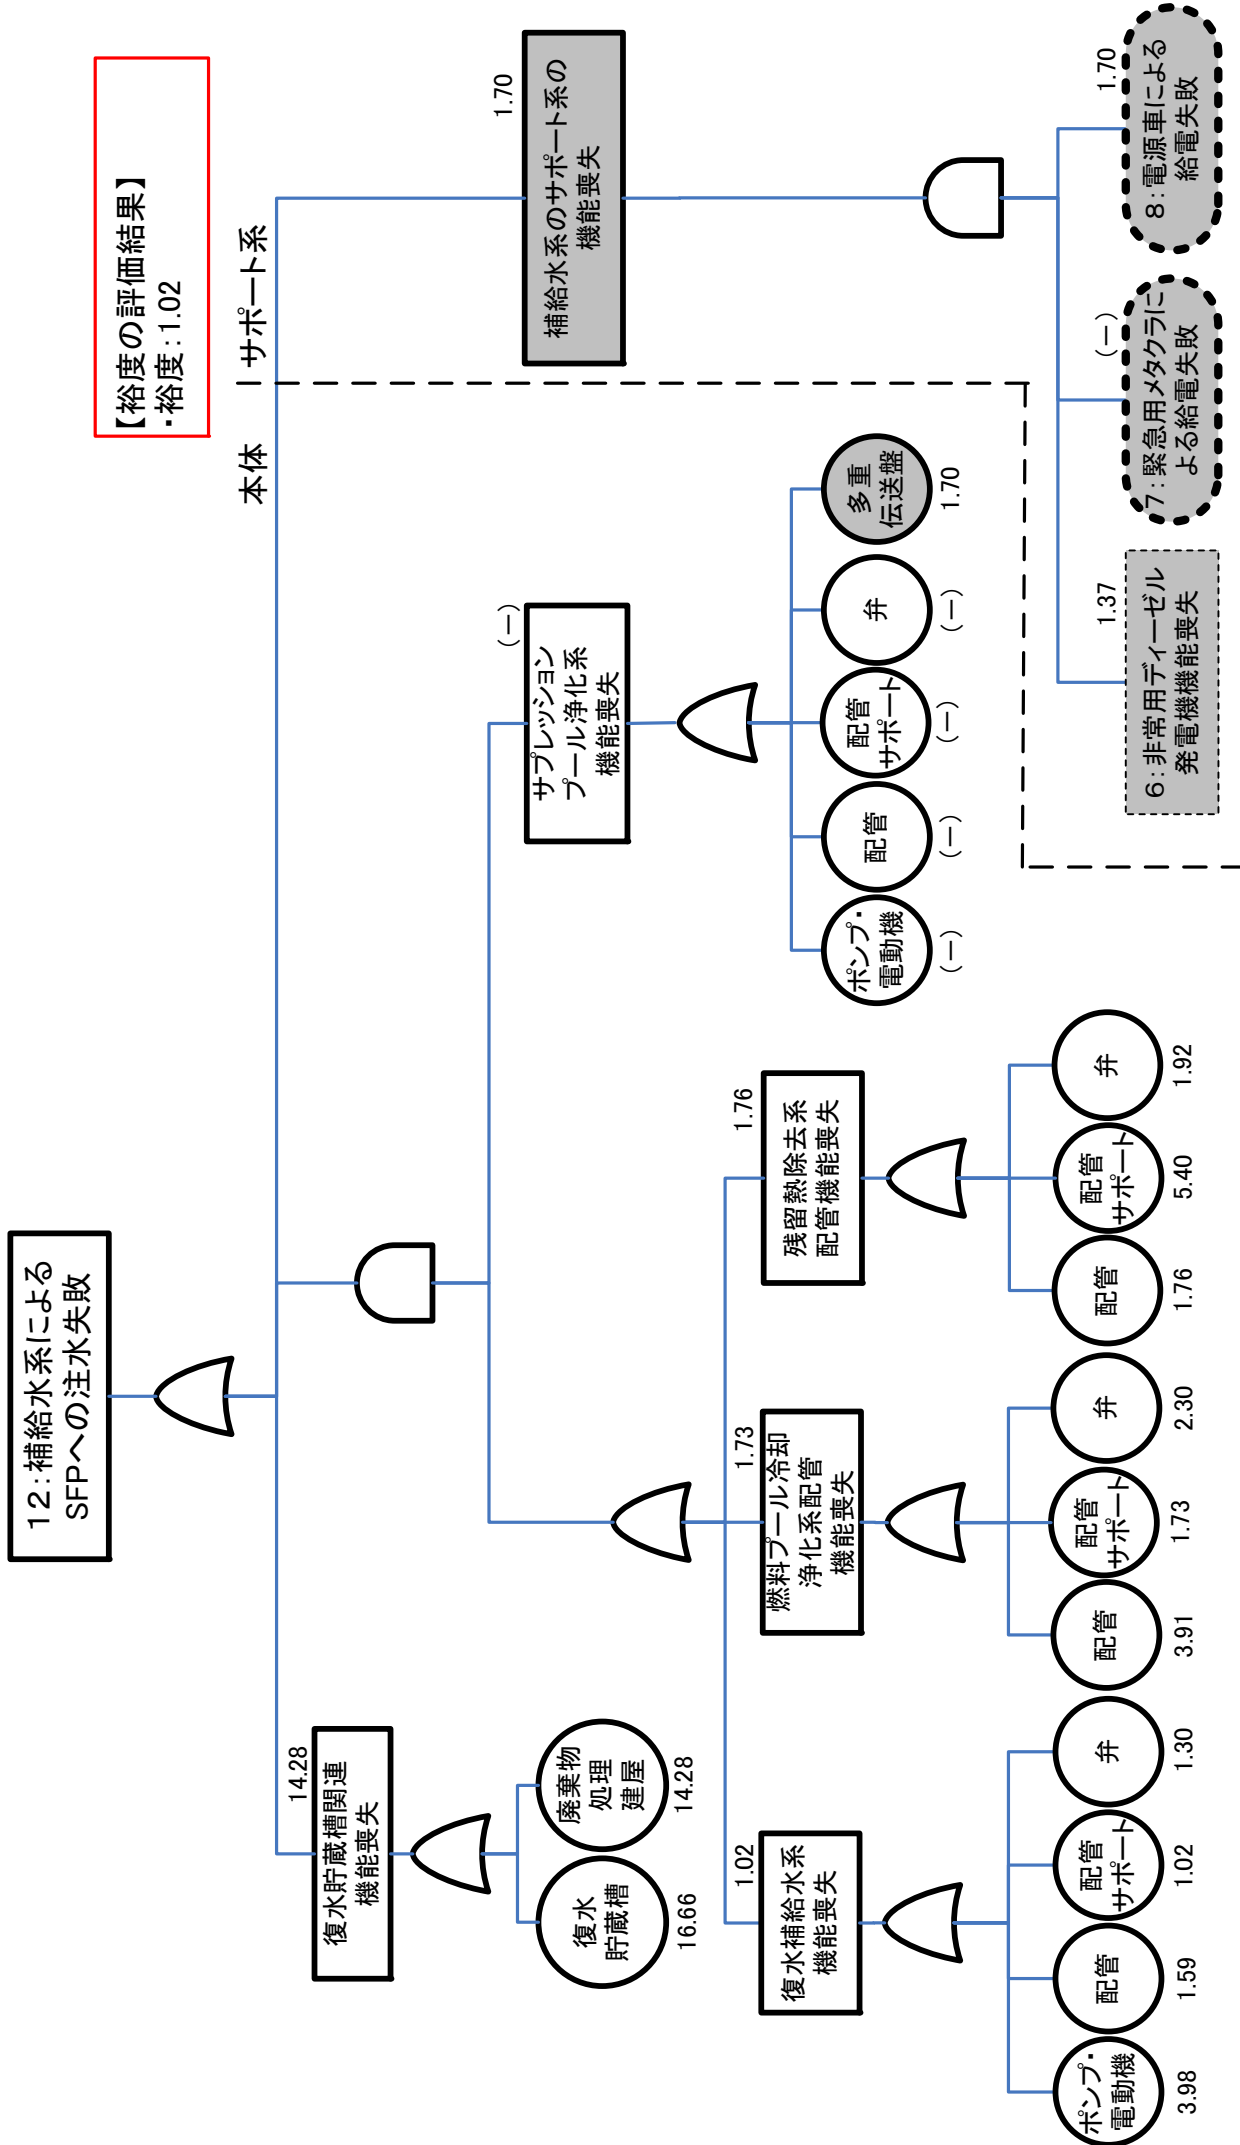 12:補給水系による
SFPへの注水失敗
【裕度の評価結果】
・裕度:1.02
本体
サポート系
14.28
復水貯蔵槽関連
機能喪失
復水
貯蔵槽
16.66
廃棄物
処理
建屋
14.28
1.02
復水補給水系
機能喪失
ポンプ・
電動機
3.98
配管
1.59
配管
サポート
1.02
弁
1.30
1.73
燃料プール冷却
浄化系配管
機能喪失
配管
3.91
配管
サポート
1.73
弁
2.30
1.76
残留熱除去系
配管機能喪失
配管
1.76
配管
サポート
5.40
弁
1.92
(-)
サプレッション
プール浄化系
機能喪失
ポンプ・
電動機
(-)
配管
(-)
配管
サポート
(-)
弁
(-)
多重
伝送盤
1.70
1.70
補給水系のサポート系の
機能喪失
1.37
6:非常用ディーゼル
発電機機能喪失
(-)
7:緊急用メタクラに
よる給電失敗
1.70
8:電源車による
給電失敗